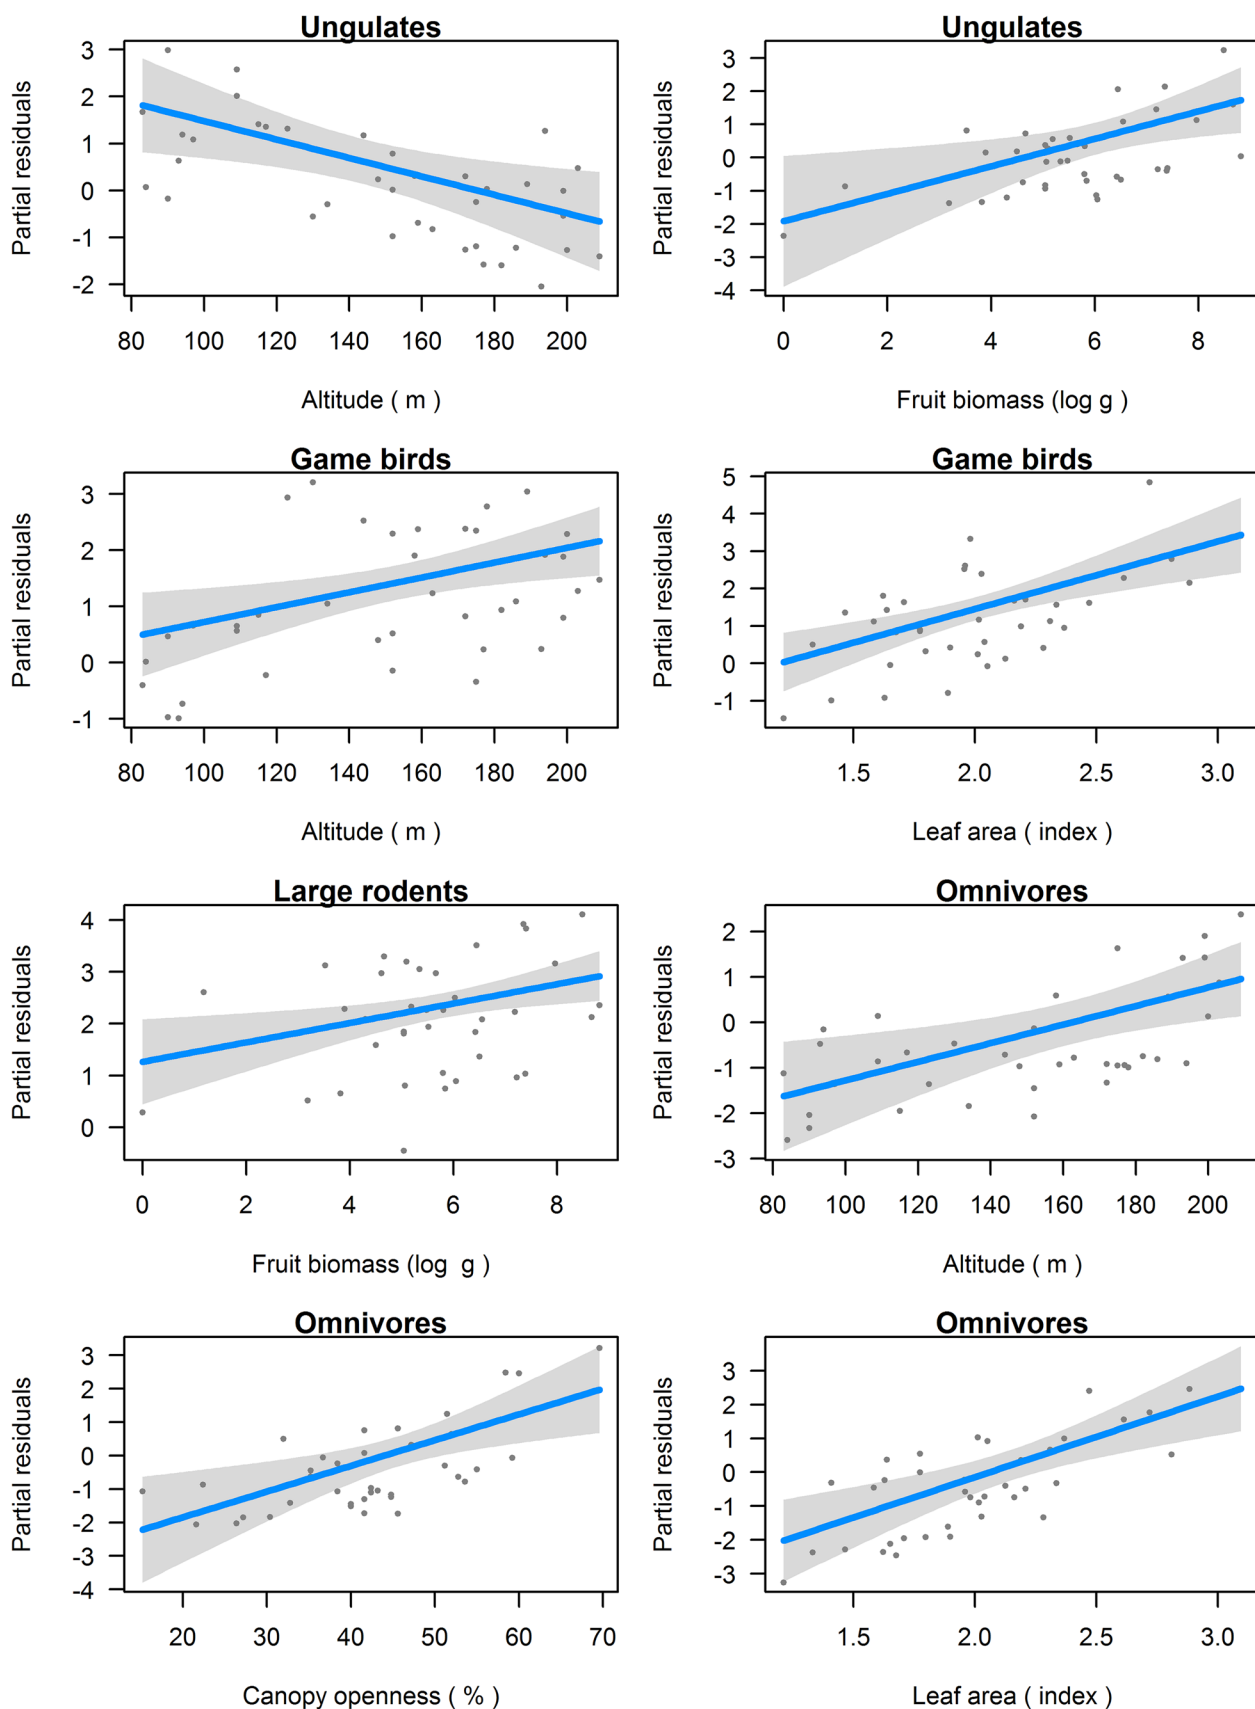 Ungulates
Partial residuals
3
2
1
0
-1
-2
80 100 120 140 160 180 200
Altitude ( m )
Ungulates
Partial residuals
3
2
1
0
-1
-2
-3
-4
0 2 4 6 8
Fruit biomass (log g )
Game birds
Partial residuals
3
2
1
0
-1
80 100 120 140 160 180 200
Altitude ( m )
Game birds
Partial residuals
5
4
3
2
1
0
-1
1.5 2.0 2.5 3.0
Leaf area ( index )
Large rodents
Partial residuals
4
3
2
1
0
0 2 4 6 8
Fruit biomass (log g )
Omnivores
Partial residuals
2
1
0
-1
-2
-3
80 100 120 140 160 180 200
Altitude ( m )
Omnivores
Partial residuals
3
2
1
0
-1
-2
-3
-4
20 30 40 50 60 70
Canopy openness ( % )
Omnivores
Partial residuals
3
2
1
0
-1
-2
-3
1.5 2.0 2.5 3.0
Leaf area ( index )